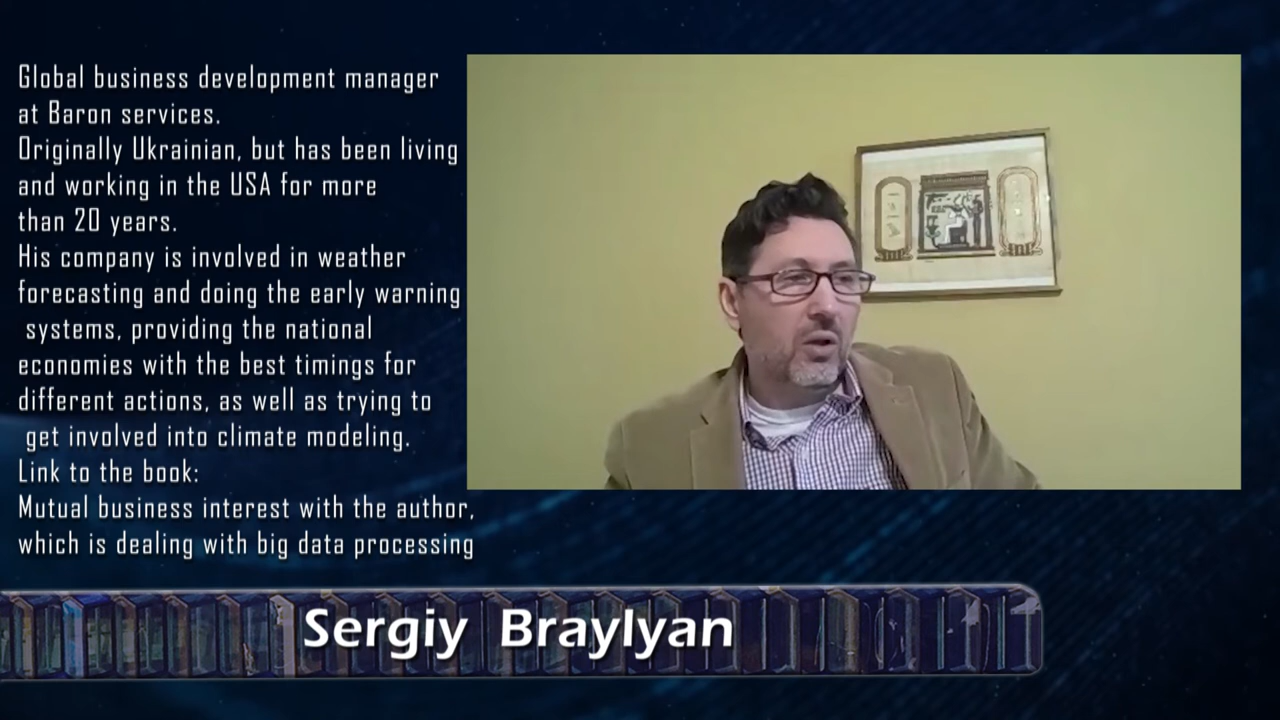 Global business development manager
at Baron services.
Originally Ukrainian, but has been living
and working in the USA for more
than 20 years.
His company is involved in weather
forecasting and doing the early warning
systems, providing the national
economies with the best timings for
different actions, as well as trying to
get involved into climate modeling.
Link to the book:
Mutual business interest with the author,
which is dealing with big data processing
Sergiy Braylyan